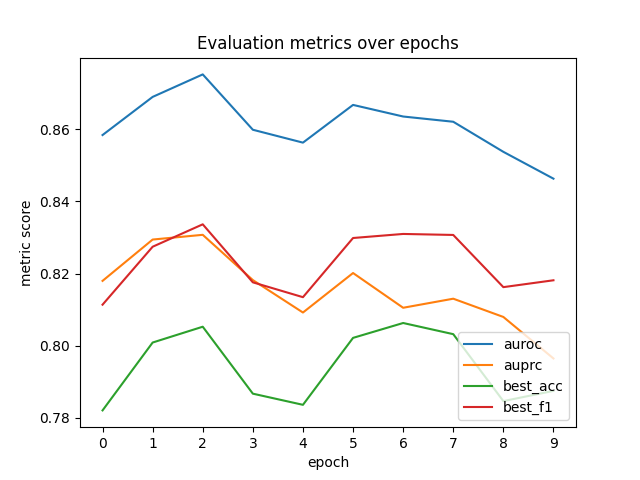 Evaluation metrics over epochs
metric score
0.86
0.84
0.82
0.80
0.78
auroc
auprc
best_acc
best_f1
0 1 2 3 4 5 6 7 8 9
epoch